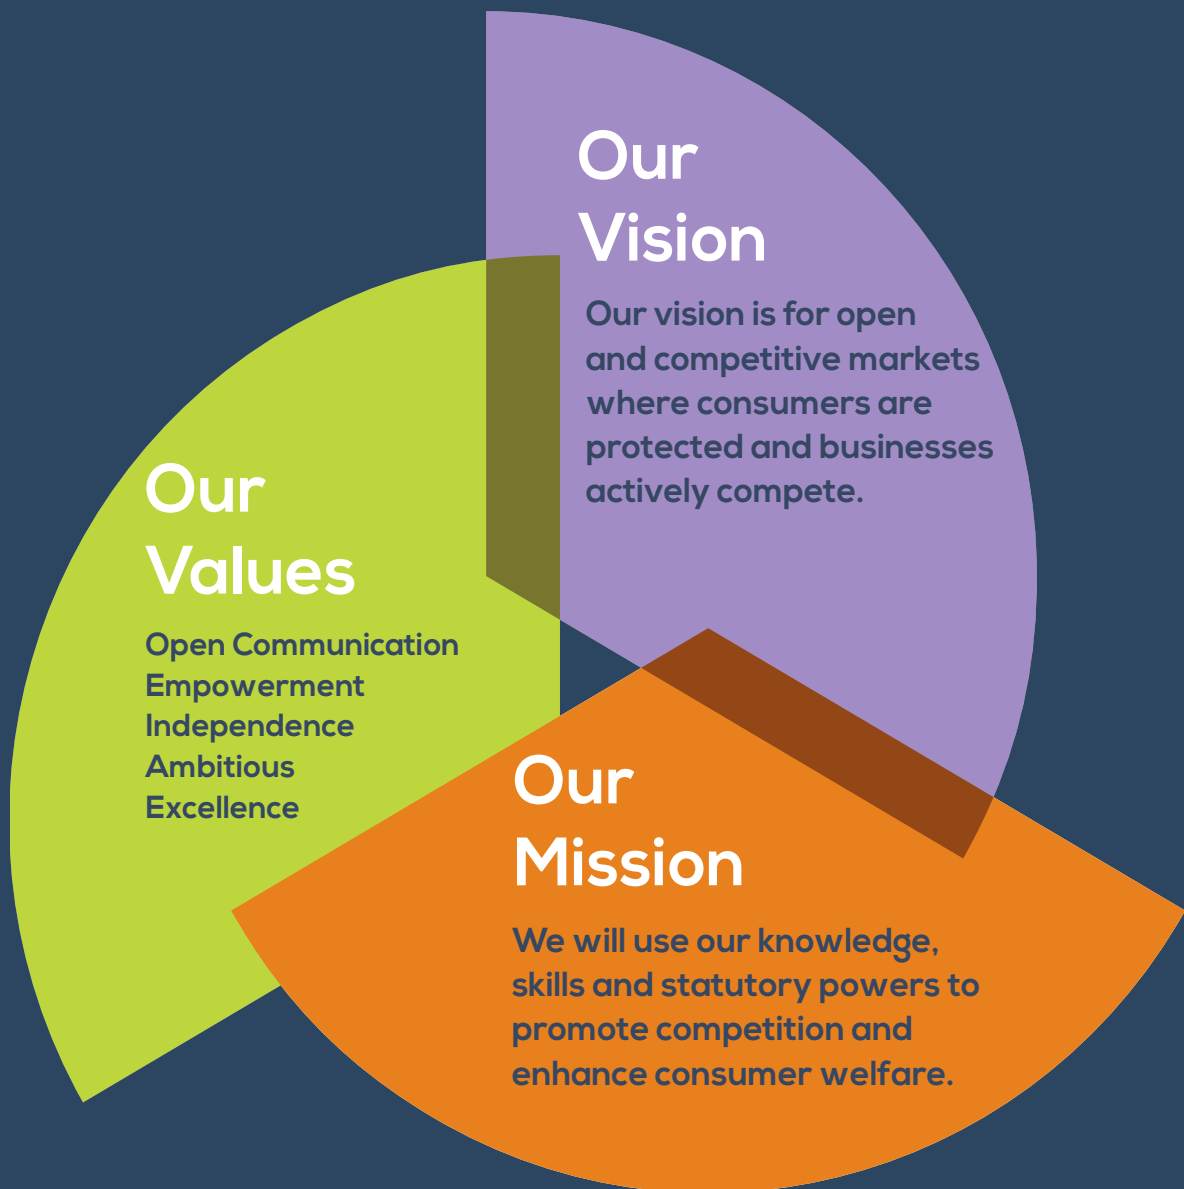 Our
Vision
Our vision is for open
and competitive markets
where consumers are
protected and businesses
actively compete.
Our
Values
Open Communication
Empowerment
Independence
Ambitious
Excellence
Our
Mission
We will use our knowledge,
skills and statutory powers to
promote competition and
enhance consumer welfare.